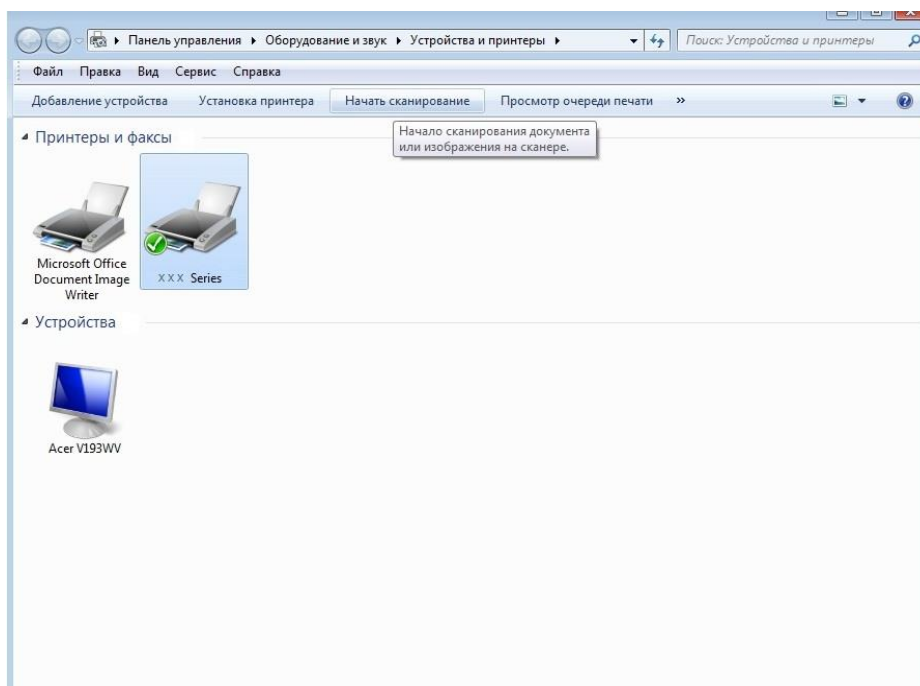 Панель управления ▸ Оборудование и звук ▸ Устройства и принтеры ▸
Поиск: Устройства и принтеры
Файл Правка Вид Сервис Справка
Добавление устройства Установка принтера Начать сканирование Просмотр очереди печати »
Начало сканирования документа
или изображения на сканере.
Принтеры и факсы
Microsoft Office
Document Image
Writer
XXX Series
Устройства
Acer V193WV